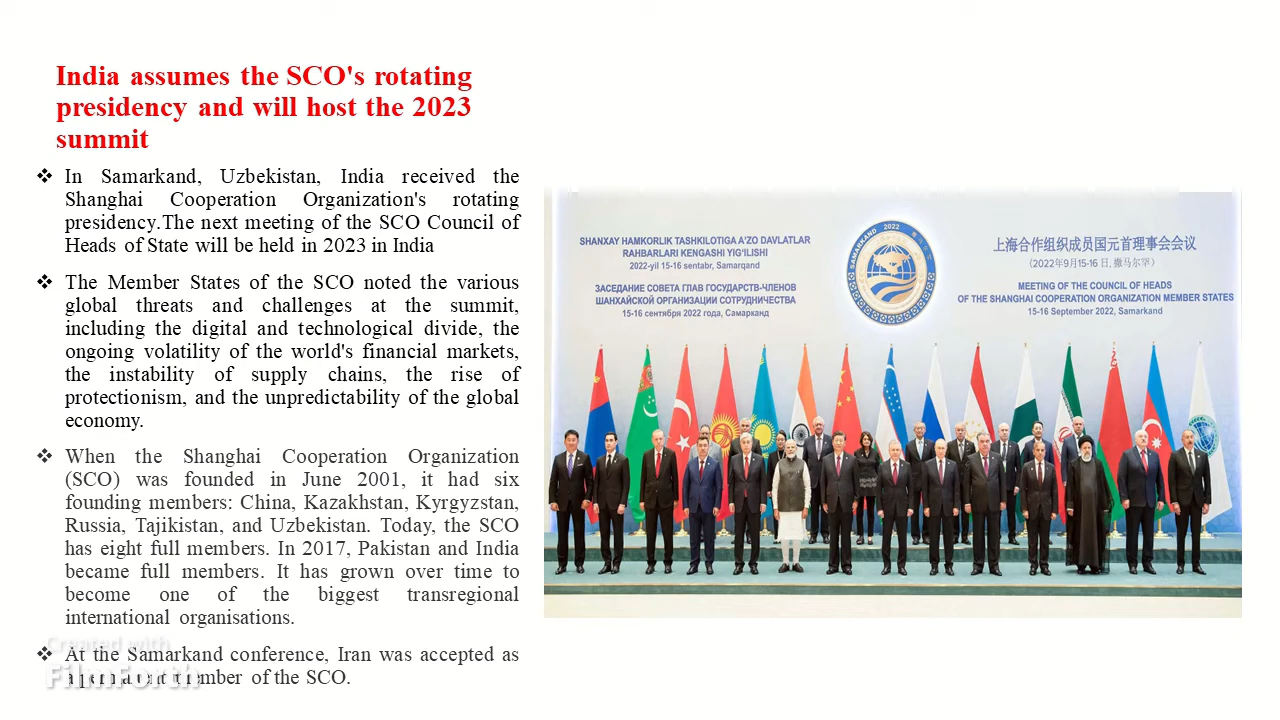 India assumes the SCO's rotating
presidency and will host the 2023
summit
In Samarkand, Uzbekistan, India received the
Shanghai Cooperation Organization's rotating
presidency.The next meeting of the SCO Council of
Heads of State will be held in 2023 in India
The Member States of the SCO noted the various
global threats and challenges at the summit,
including the digital and technological divide, the
ongoing volatility of the world's financial markets,
the instability of supply chains, the rise of
protectionism, and the unpredictability of the global
economy.
When the Shanghai Cooperation Organization
(SCO) was founded in June 2001, it had six
founding members: China, Kazakhstan, Kyrgyzstan,
Russia, Tajikistan, and Uzbekistan. Today, the SCO
has eight full members. In 2017, Pakistan and India
became full members. It has grown over time to
become one of the biggest transregional
international organisations.
At the Samarkand conference, Iran was accepted as
a permanent member of the SCO.
Created with
FilmForth
SHANXAY HAMKORLIK TASHKILOTIGA A'ZO DAVLATLAR
RAHBARLARI KENGASHI YIG'ILISHI
2022-yil 15-16 sentabr, Samarqand
ЗАСЕДАНИЕ СОВЕТА ГЛАВ ГОСУДАРСТВ-ЧЛЕНОВ
ШАНХАЙСКОЙ ОРГАНИЗАЦИИ СОТРУДНИЧЕСТВА
15-16 сентября 2022 года, Самарканд
SAMARKAND 2022
上海合作组织成员国元首理事会会议
(2022年9月15-16日, 撒马尔罕)
MEETING OF THE COUNCIL OF HEADS
OF THE SHANGHAI COOPERATION ORGANIZATION MEMBER STATES
15-16 September 2022, Samarkand